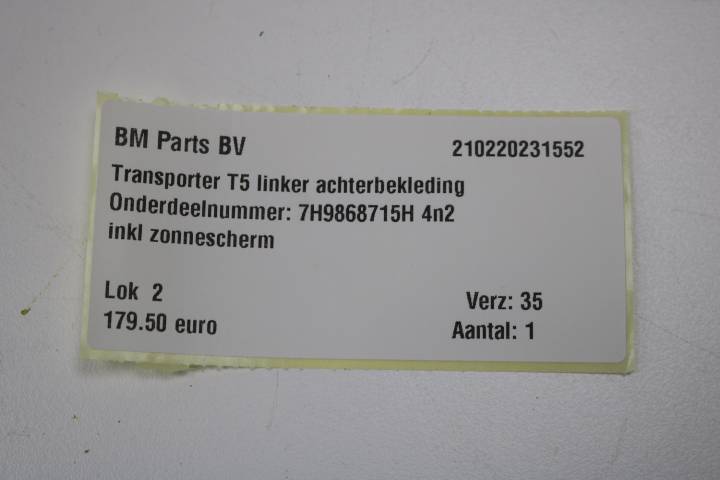 BM Parts BV 210220231552
Transporter T5 linker achterbekleding
Onderdeelnummer: 7H9868715H 4n2
inkl zonnescherm
Lok 2 Verz: 35
179.50 euro Aantal: 1